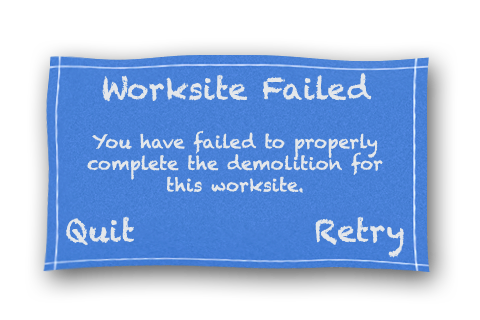 Worksite Failed
You have failed to properly
complete the demolition for
this worksite.
Quit Retry